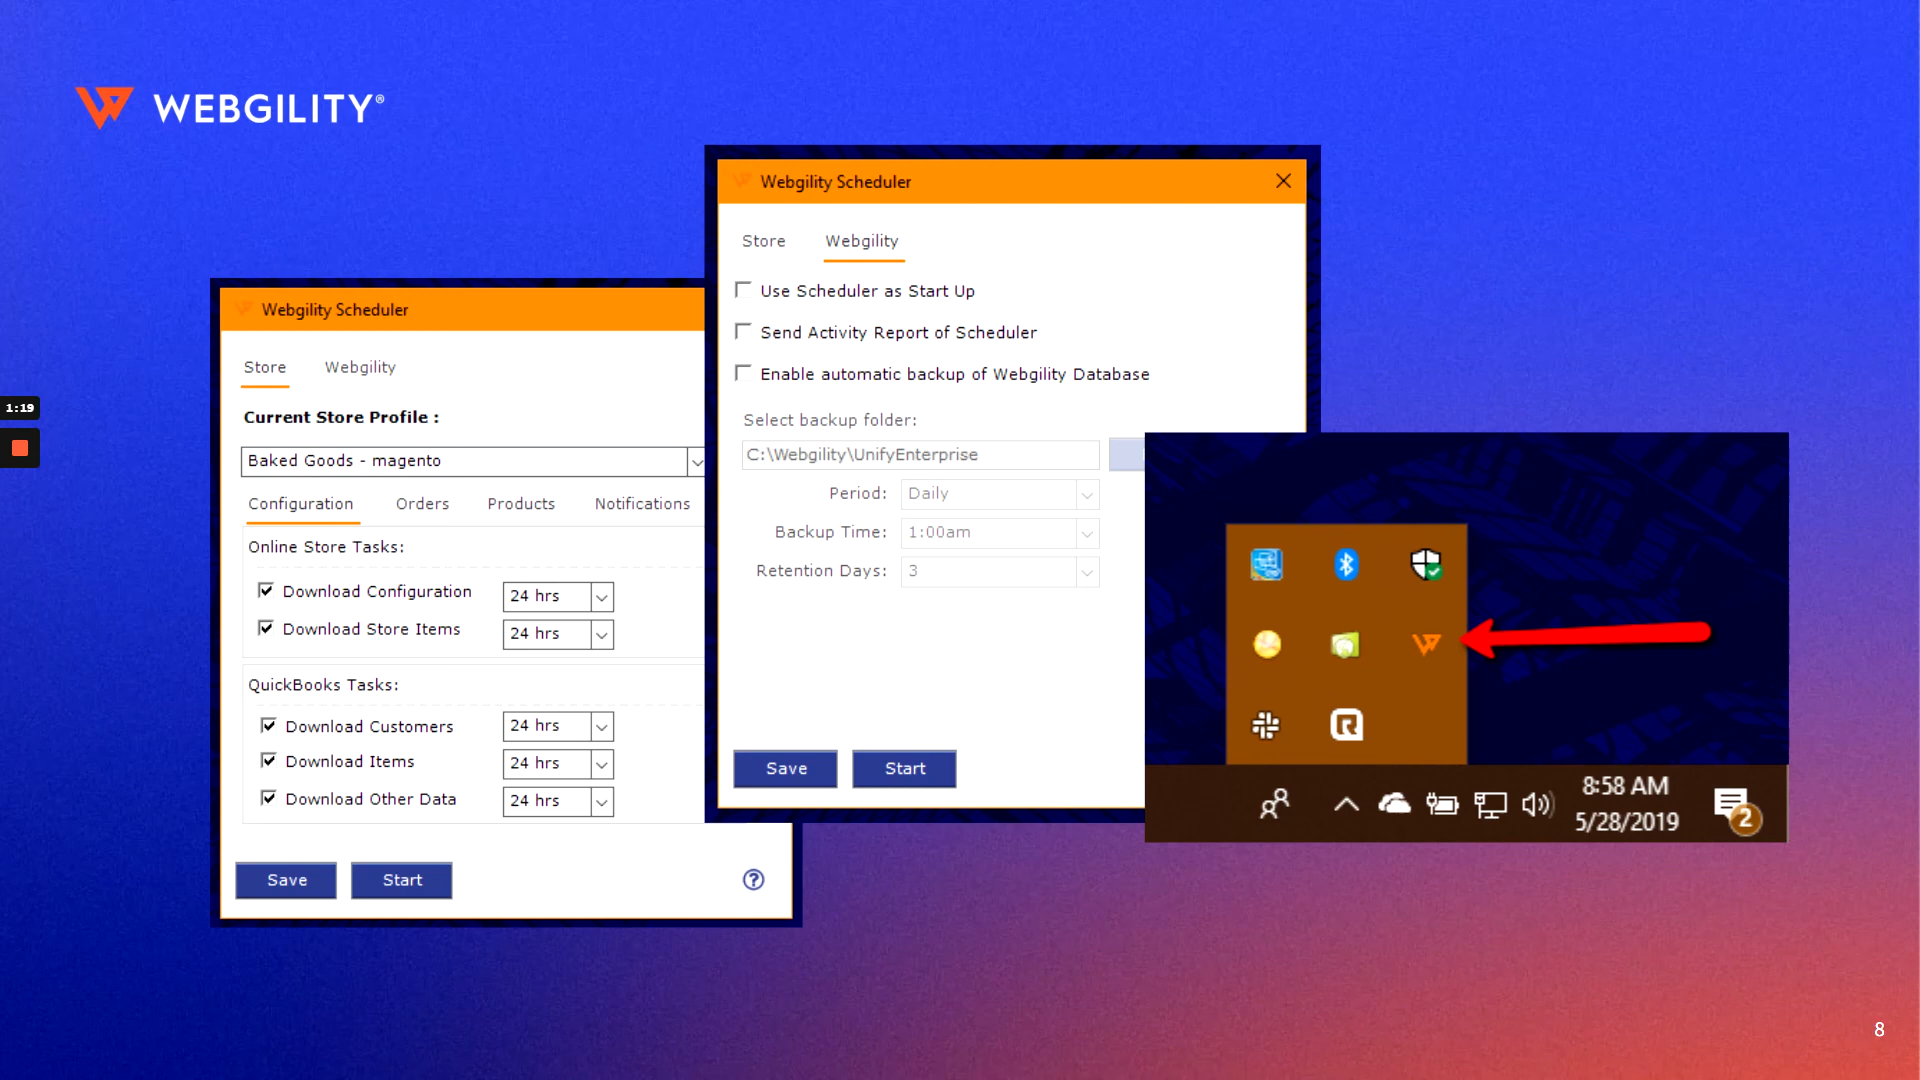 WEBGILITY®
Webgility Scheduler
Store Webgility
Use Scheduler as Start Up
Send Activity Report of Scheduler
Enable automatic backup of Webgility Database
Select backup folder:
C:\Webgility\UnifyEnterprise
Period: Daily
Backup Time: 1:00am
Retention Days: 3
Save Start
Webgility Scheduler
Store Webgility
Current Store Profile :
Baked Goods - magento
Configuration Orders Products Notifications
Online Store Tasks:
Download Configuration 24 hrs
Download Store Items 24 hrs
QuickBooks Tasks:
Download Customers 24 hrs
Download Items 24 hrs
Download Other Data 24 hrs
Save Start ?
1:19
8:58 AM
5/28/2019
2
8